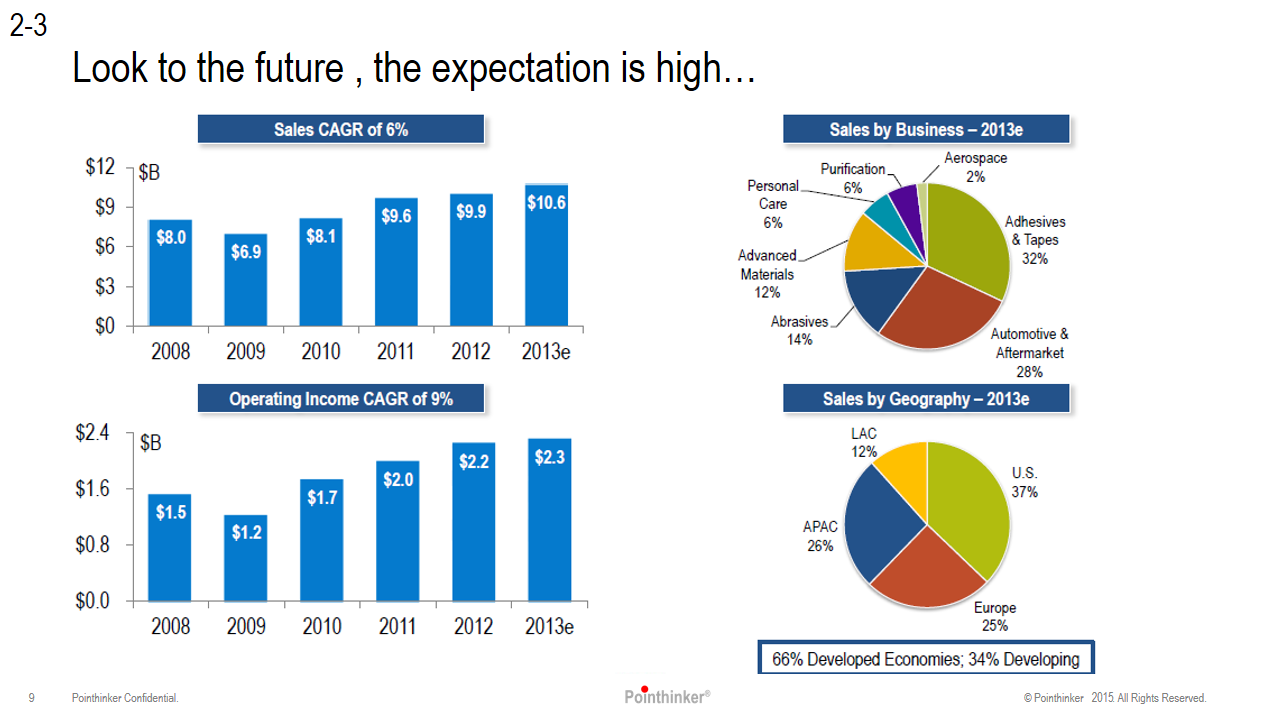 2-3
Look to the future , the expectation is high…
Sales CAGR of 6%
$B
$12
$9
$6
$3
$0
$8.0
$6.9
$8.1
$9.6
$9.9
$10.6
2008 2009 2010 2011 2012 2013e
Sales by Business – 2013e
Aerospace
2%
Purification
6%
Personal
Care
6%
Advanced
Materials
12%
Abrasives
14%
Adhesives
& Tapes
32%
Automotive &
Aftermarket
28%
Operating Income CAGR of 9%
$B
$2.4
$1.6
$0.8
$0.0
$1.5
$1.2
$1.7
$2.0
$2.2
$2.3
2008 2009 2010 2011 2012 2013e
Sales by Geography – 2013e
LAC
12%
U.S.
37%
APAC
26%
Europe
25%
66% Developed Economies; 34% Developing
9 Pointhinker Confidential.
Pointhinker®
© Pointhinker 2015. All Rights Reserved.